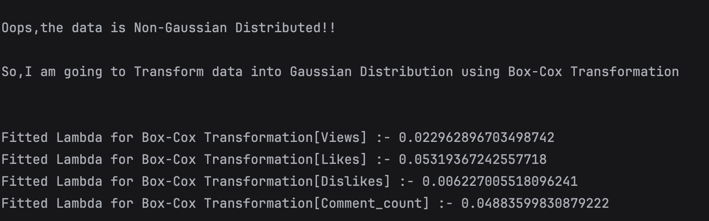 Oops,the data is Non-Gaussian Distributed!!
So,I am going to Transform data into Gaussian Distribution using Box-Cox Transformation
Fitted Lambda for Box-Cox Transformation[Views] :- 0.022962896703498742
Fitted Lambda for Box-Cox Transformation[Likes] :- 0.05319367242557718
Fitted Lambda for Box-Cox Transformation[Dislikes] :- 0.006227005518096241
Fitted Lambda for Box-Cox Transformation[Comment_count] :- 0.04883599830879222